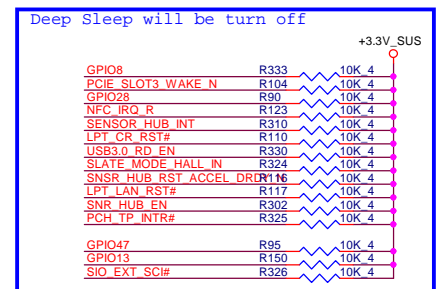 Deep Sleep will be turn off
+3.3V_SUS
GPIO8 R333 10K_4
PCIE_SLOT3_WAKE_N R104 10K_4
GPIO28 R90 10K_4
NFC_IRQ_R R123 10K_4
SENSOR_HUB_INT R310 10K_4
LPT_CR_RST# R110 10K_4
USB3.0_RD_EN R330 10K_4
SLATE_MODE_HALL_IN R324 10K_4
SNSR_HUB_RST_ACCEL_DRDY_N R116 10K_4
LPT_LAN_RST# R117 10K_4
SNR_HUB_EN R302 10K_4
PCH_TP_INTR# R325 10K_4
GPIO47 R95 10K_4
GPIO13 R150 10K_4
SIO_EXT_SCI# R326 10K_4